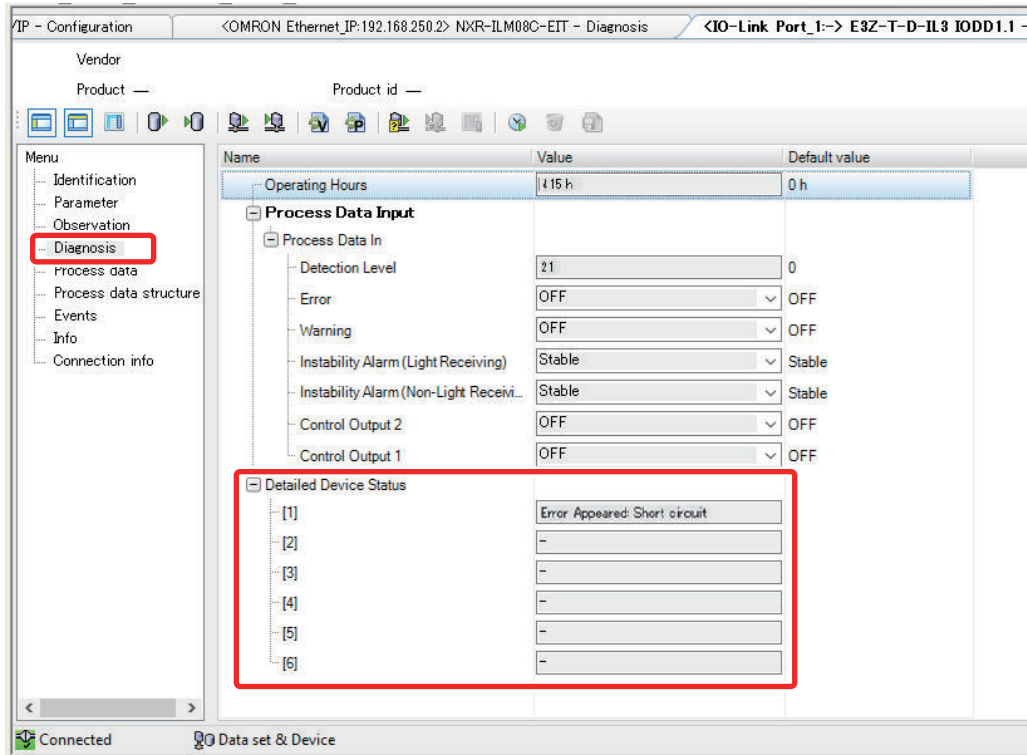 /IP - Configuration <OMRON Ethernet_IP:192.168.250.2> NXR-ILM08C-EIT - Diagnosis <IO-Link Port_1:-> E3Z-T-D-IL3 IODD1.1 -
Vendor
Product — Product id —
Menu
Identification
Parameter
Observation
Diagnosis
Process data
Process data structure
Events
Info
Connection info
Name Value Default value
Operating Hours 0 h
Process Data Input
Process Data In
Detection Level 21 0
Error OFF OFF
Warning OFF OFF
Instability Alarm (Light Receiving) Stable Stable
Instability Alarm (Non-Light Receivi... Stable Stable
Control Output 2 OFF OFF
Control Output 1 OFF OFF
Detailed Device Status
[1] Error Appeared: Short circuit
[2] -
[3] -
[4] -
[5] -
[6] -
Connected Data set & Device